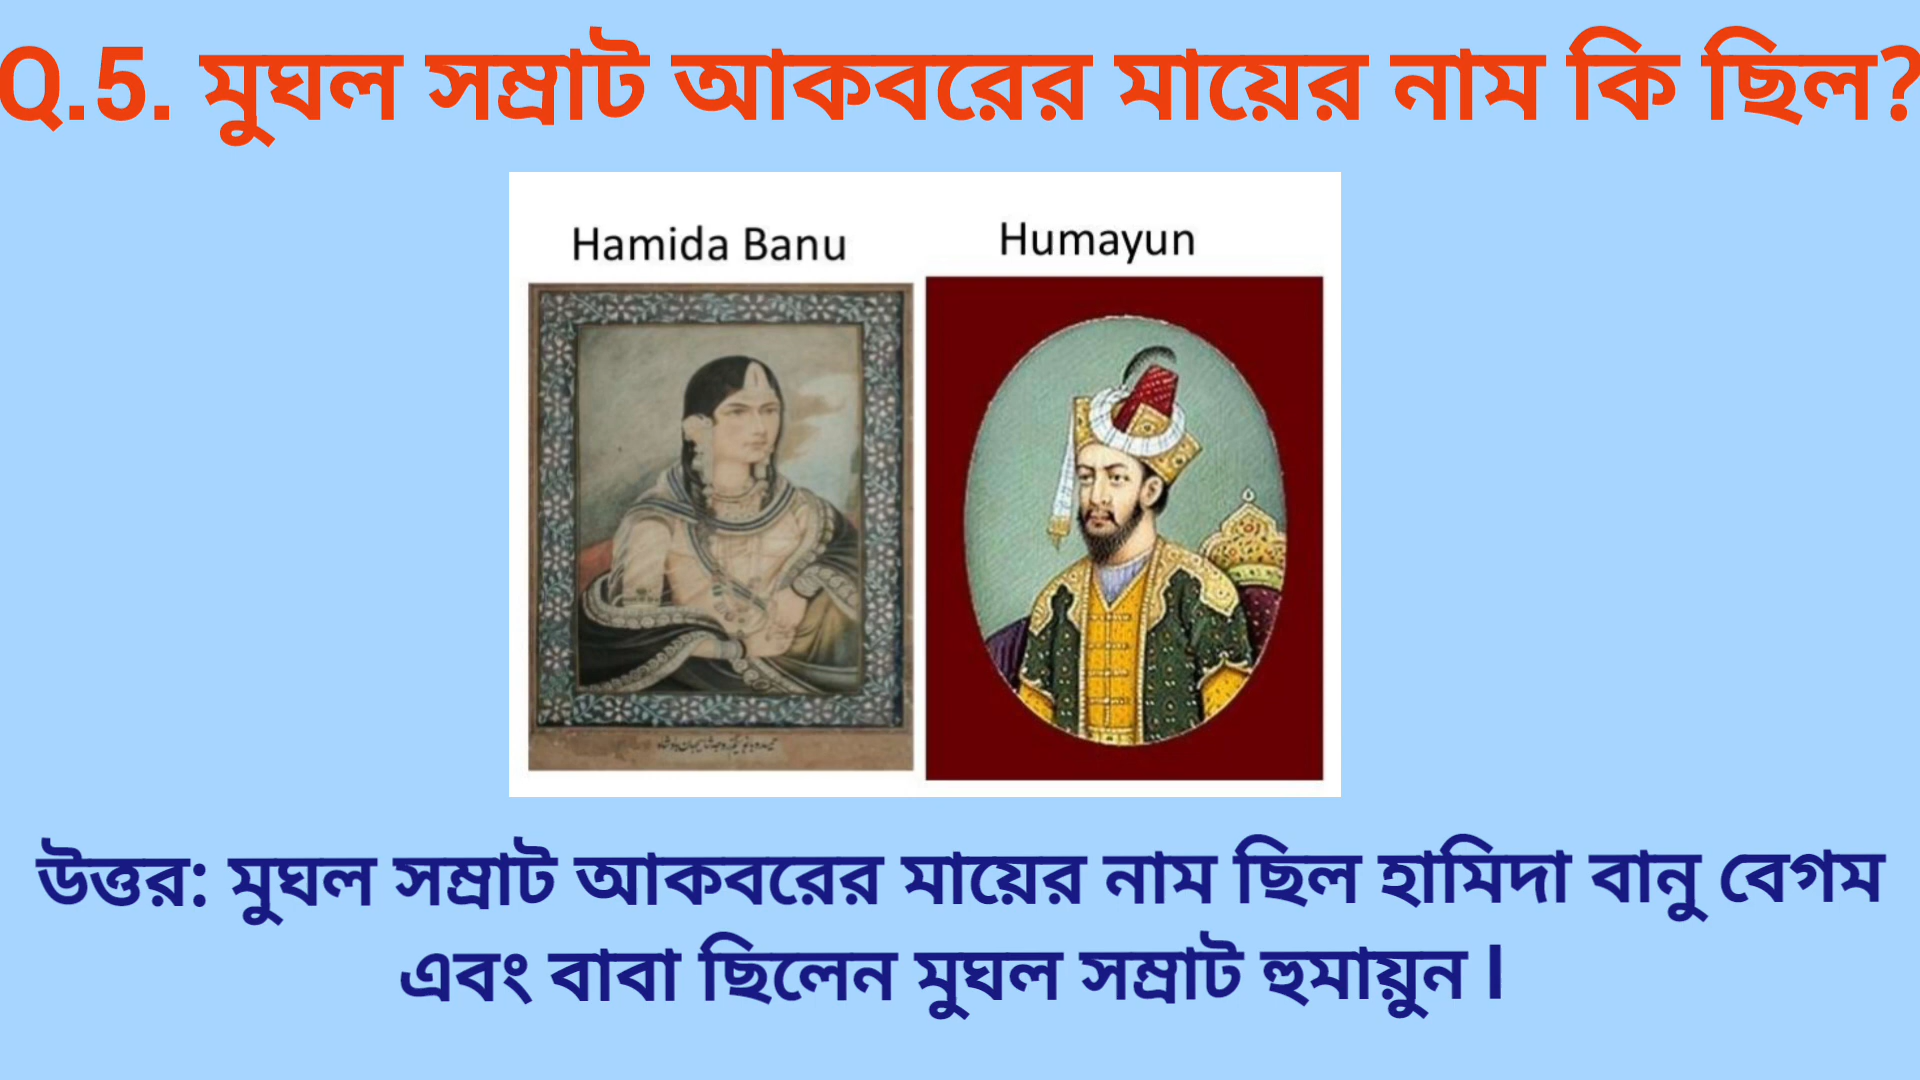 Q.5. মুঘল সম্রাট আকবরের মায়ের নাম কি ছিল?
Hamida Banu
Humayun
উত্তর: মুঘল সম্রাট আকবরের মায়ের নাম ছিল হামিদা বানু বেগম
এবং বাবা ছিলেন মুঘল সম্রাট হুমায়ুন।